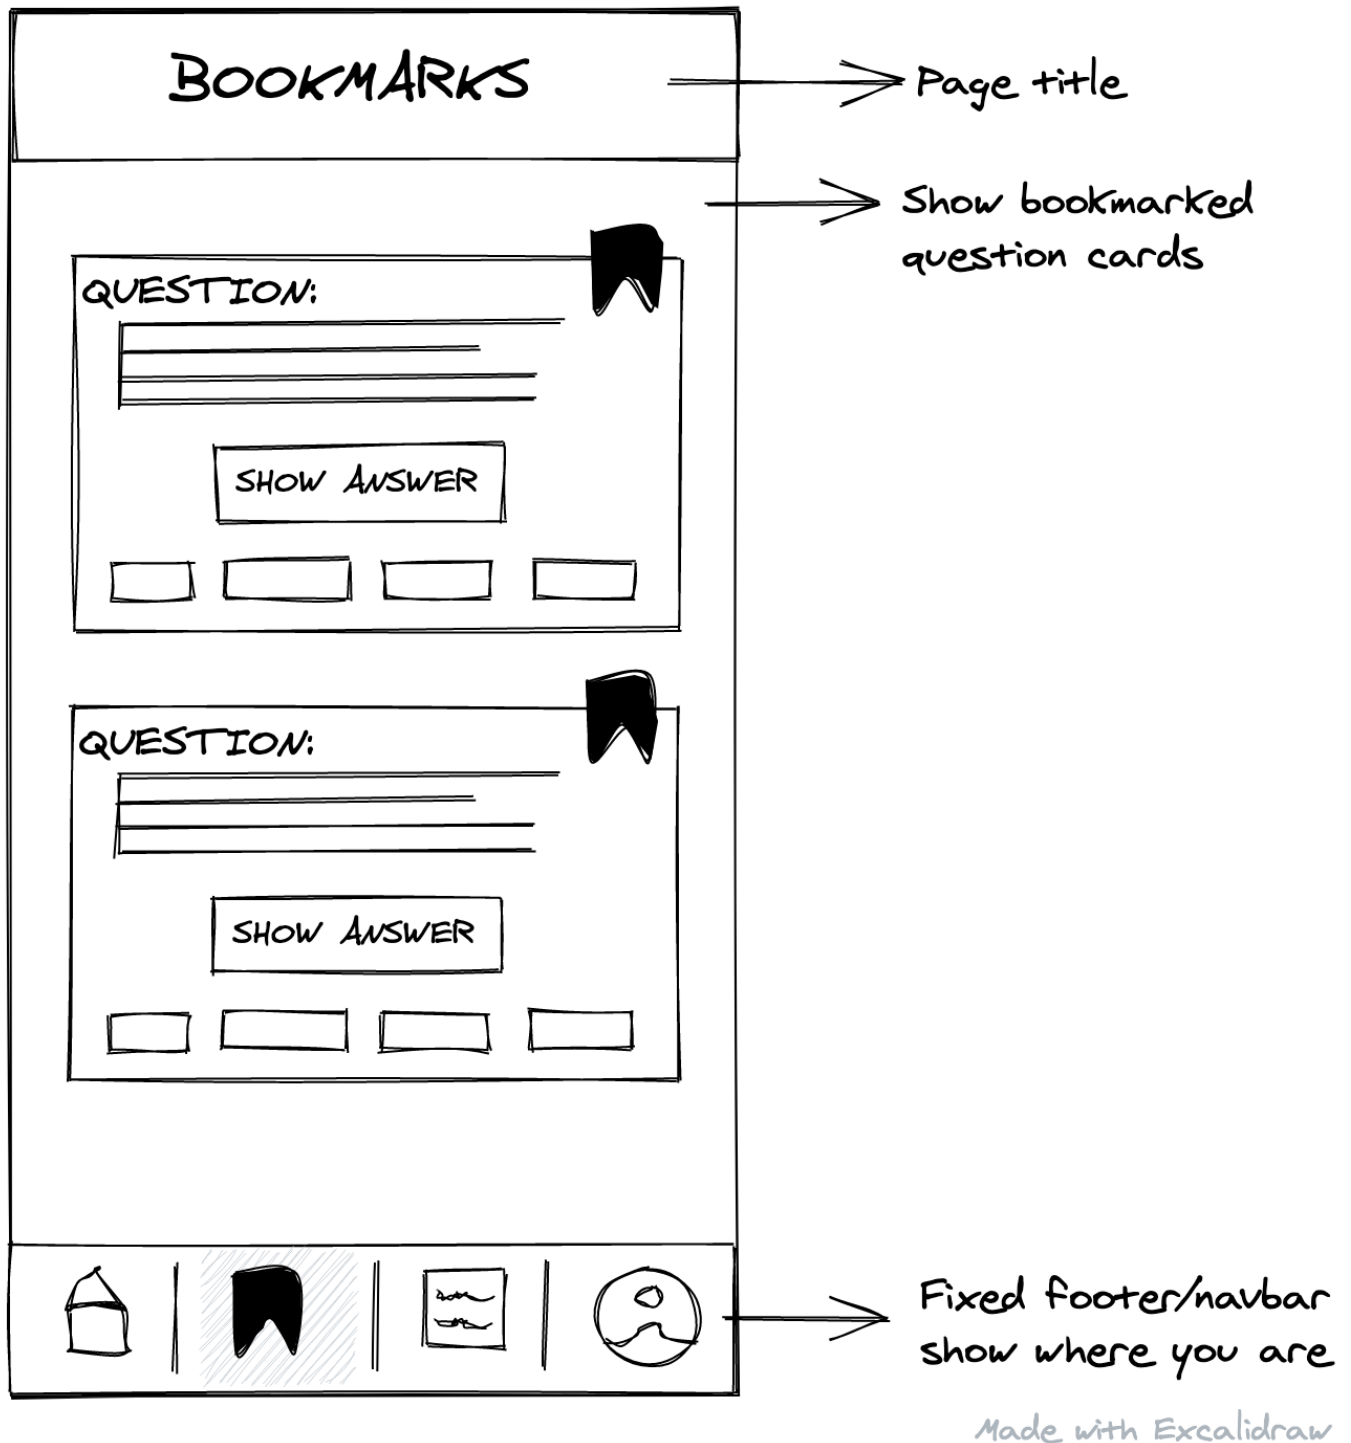 BOOKMARKS
Page title
Show bookmarked
question cards
QUESTION:
SHOW ANSWER
QUESTION:
SHOW ANSWER
Fixed footer/navbar
show where you are
Made with Excalidraw